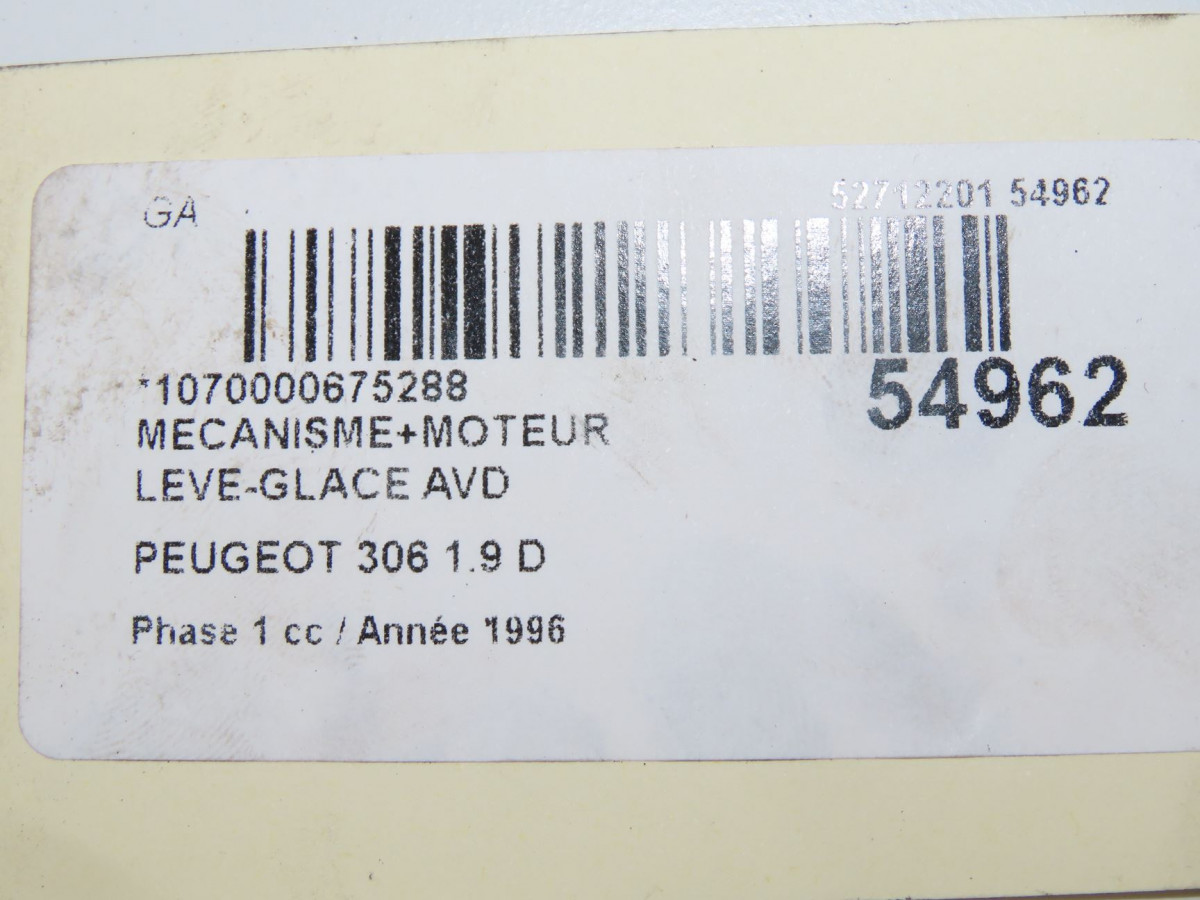 GA
52712201 54962
*1070000675288
54962
MECANISME+MOTEUR
LEVE-GLACE AVD
PEUGEOT 306 1.9 D
Phase 1 cc / Année 1996